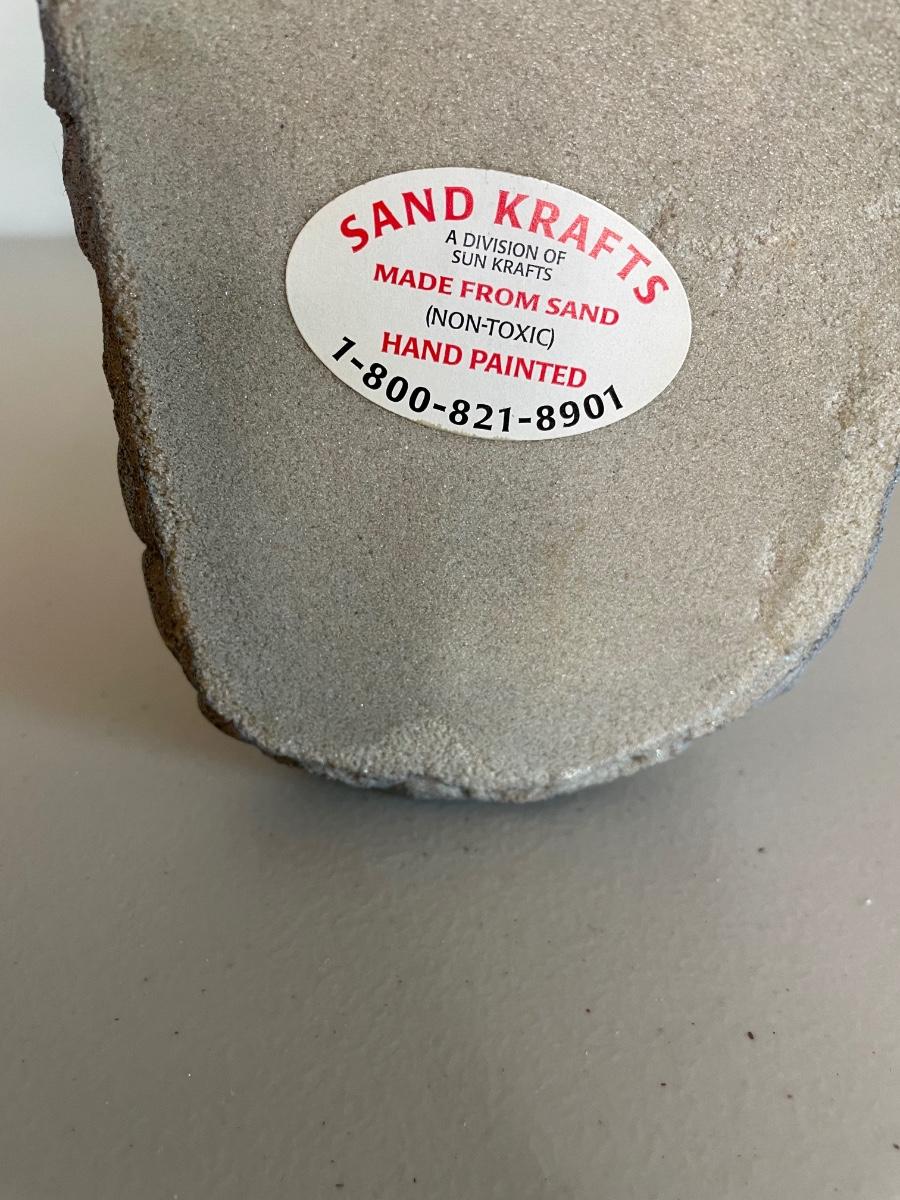 SAND KRAFTS
A DIVISION OF
SUN KRAFTS
MADE FROM SAND
(NON-TOXIC)
HAND PAINTED
1-800-821-8901